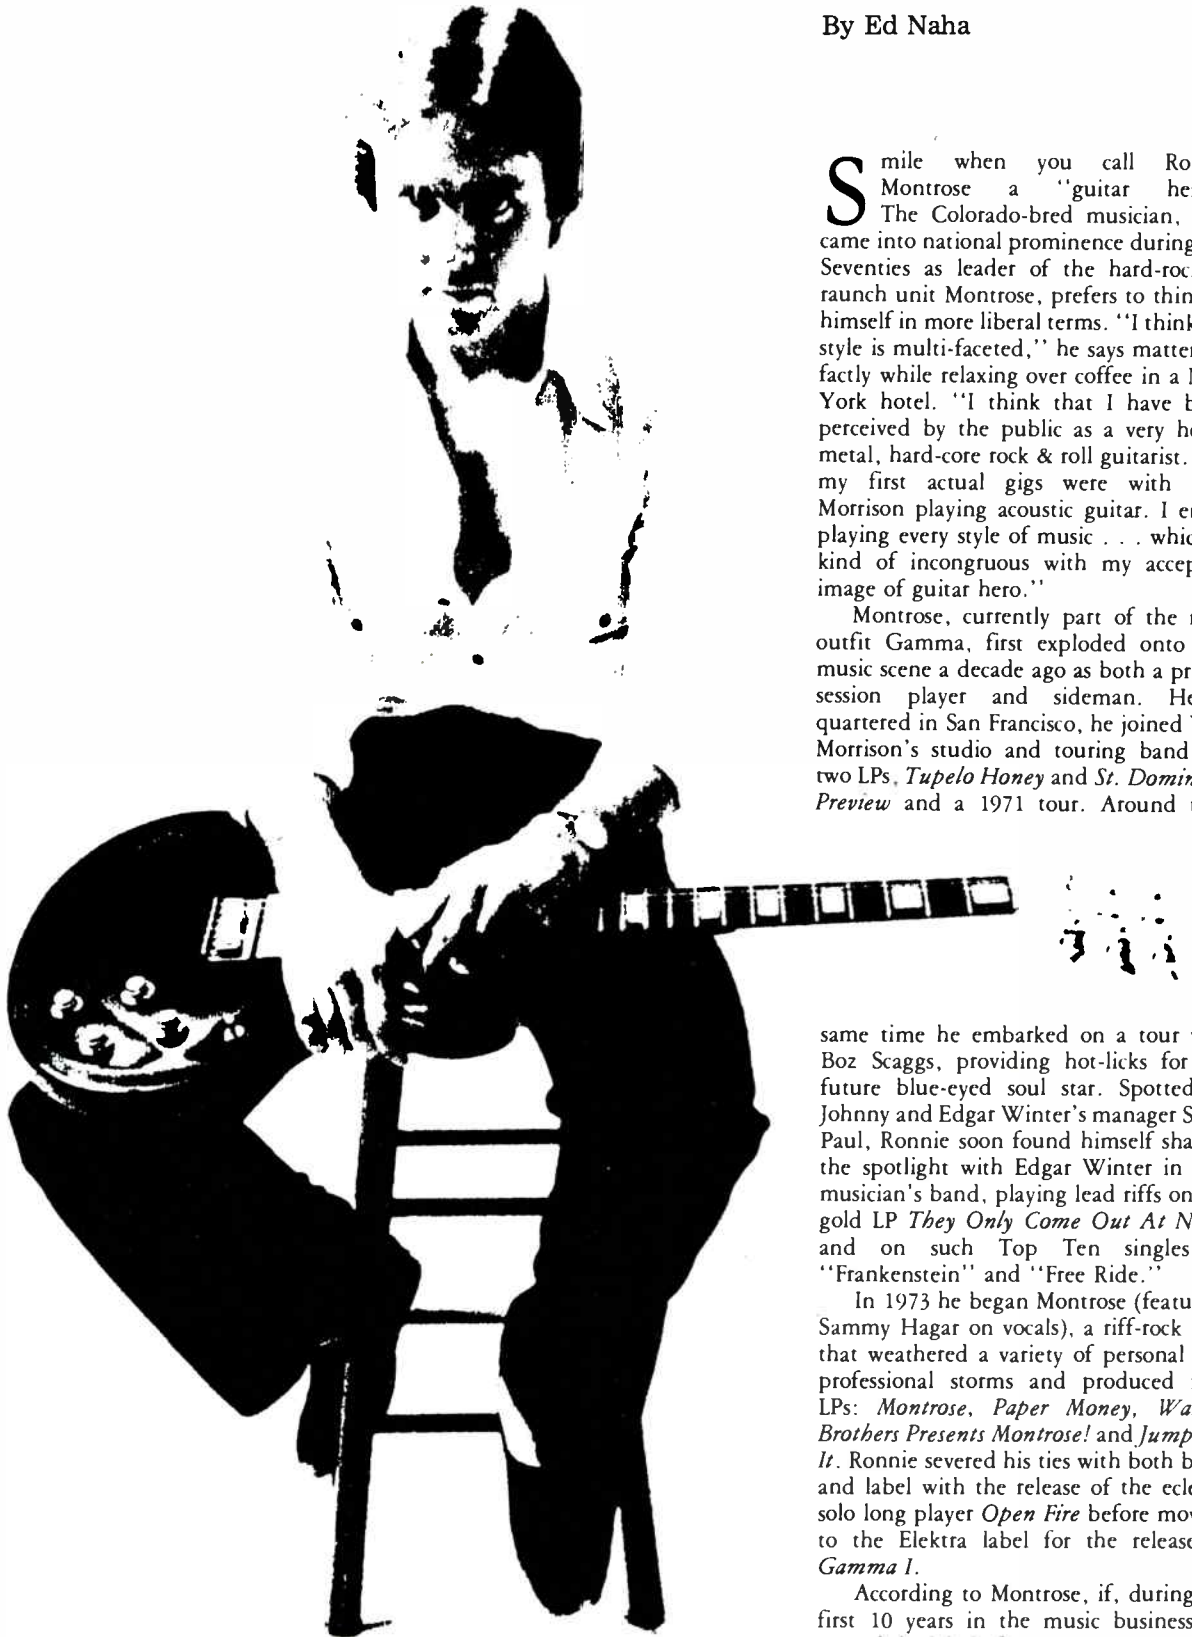 By Ed Naha
Smile when you call Ro
Montrose a ‘‘guitar he
The Colorado-bred musician,
came into national prominence during
Seventies as leader of the hard-roc
raunch unit Montrose, prefers to thin
himself in more liberal terms. ‘‘I think
style is multi-faceted,’’ he says matter
factly while relaxing over coffee in a
York hotel. ‘‘I think that I have b
perceived by the public as a very he
metal, hard-core rock & roll guitarist.
my first actual gigs were with
Morrison playing acoustic guitar. I en
playing every style of music . . . whic
kind of incongruous with my accep
image of guitar hero.’’
Montrose, currently part of the
outfit Gamma, first exploded onto
music scene a decade ago as both a pr
session player and sideman. He
quartered in San Francisco, he joined
Morrison's studio and touring band
two LPs, Tupelo Honey and St. Domin
Preview and a 1971 tour. Around
same time he embarked on a tour
Boz Scaggs, providing hot-licks for
future blue-eyed soul star. Spotted
Johnny and Edgar Winter's manager S
Paul, Ronnie soon found himself sha
the spotlight with Edgar Winter in
musician's band, playing lead riffs on
gold LP They Only Come Out At N
and on such Top Ten singles
‘‘Frankenstein’’ and ‘‘Free Ride.’’
In 1973 he began Montrose (featu
Sammy Hagar on vocals), a riff-rock
that weathered a variety of personal
professional storms and produced
LPs: Montrose, Paper Money, Wa
Brothers Presents Montrose! and Jump
It. Ronnie severed his ties with both b
and label with the release of the ecle
solo long player Open Fire before mov
to the Elektra label for the release
Gamma I.
According to Montrose, if, during
first 10 years in the music business